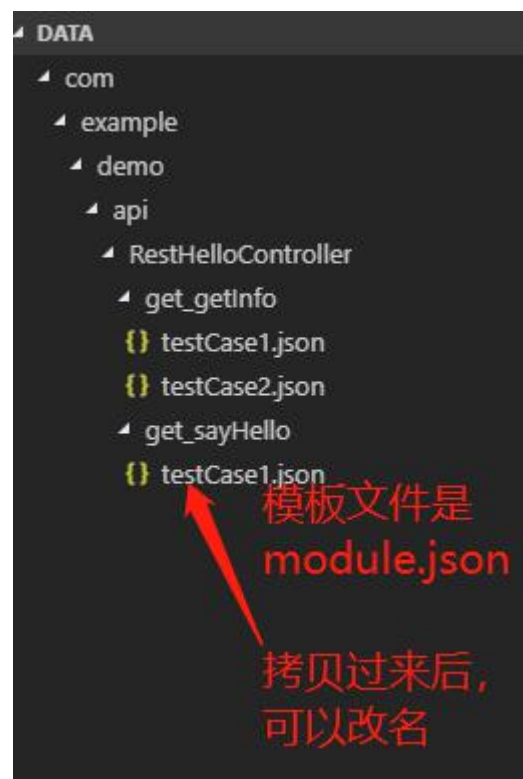 DATA
com
example
demo
api
RestHelloController
get_getInfo
{} testCase1.json
{} testCase2.json
get_sayHello
{} testCase1.json
模板文件是
module.json
拷贝过来后，
可以改名